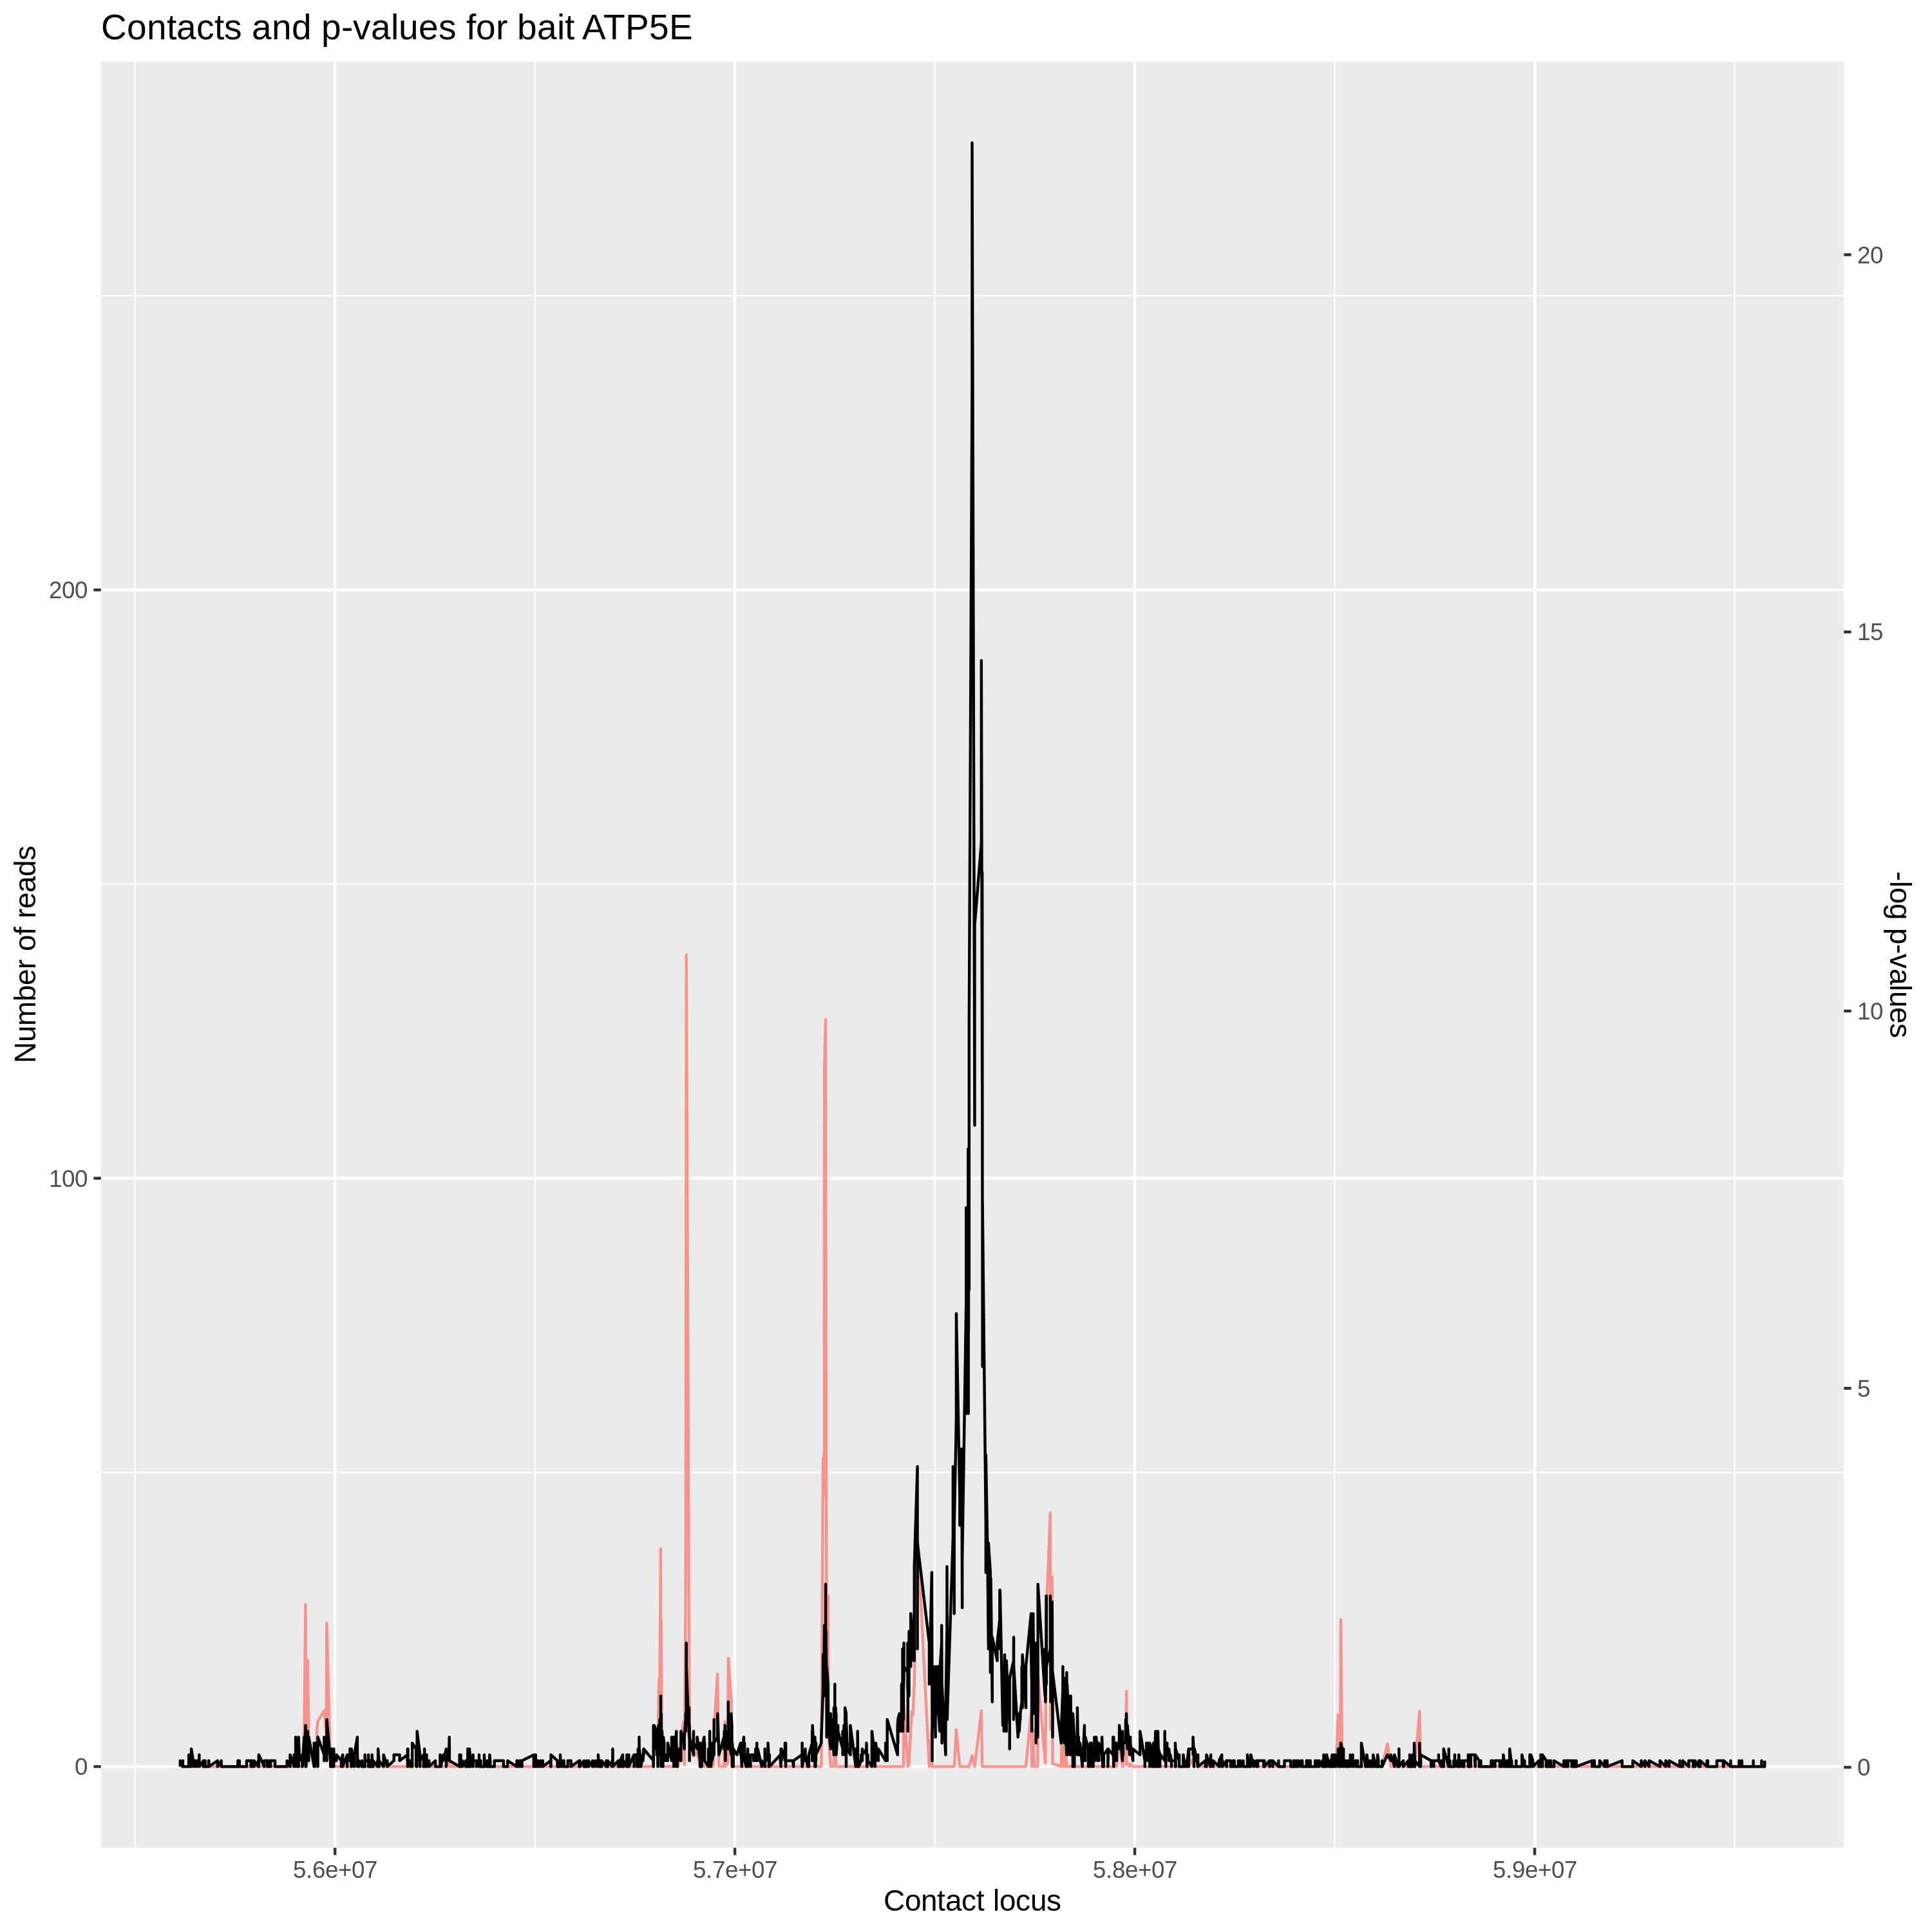 Contacts and p-values for bait ATP5E
200
100
0
Number of reads
20
15
10
5
0
-log p-values
5.6e+07
5.7e+07
5.8e+07
5.9e+07
Contact locus